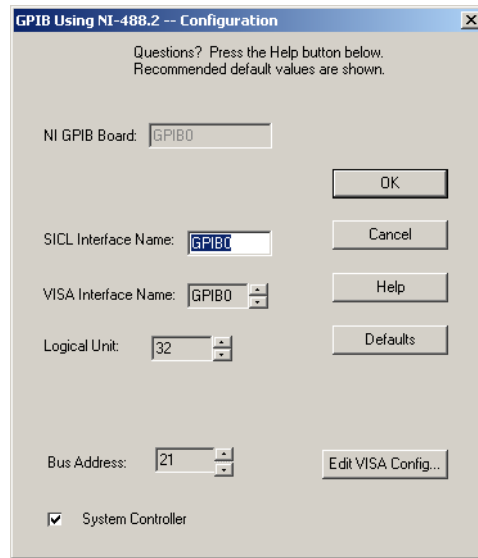 GPIB Using NI-488.2 -- Configuration
Questions? Press the Help button below.
Recommended default values are shown.
NI GPIB Board: GPIB0
OK
SICL Interface Name: GPIB0
Cancel
VISA Interface Name: GPIB0
Help
Logical Unit: 32
Defaults
Bus Address: 21
Edit VISA Config...
System Controller